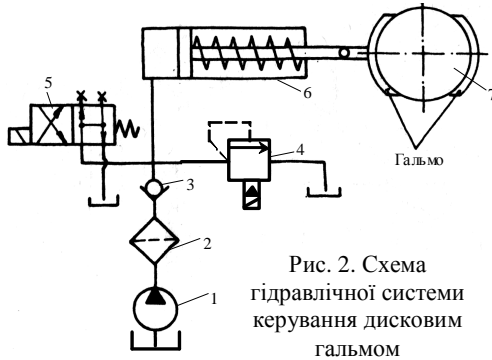 5
6
7
Гальмо
4
3
2
1
Рис. 2. Схема
гідравлічної системи
керування дисковим
гальмом